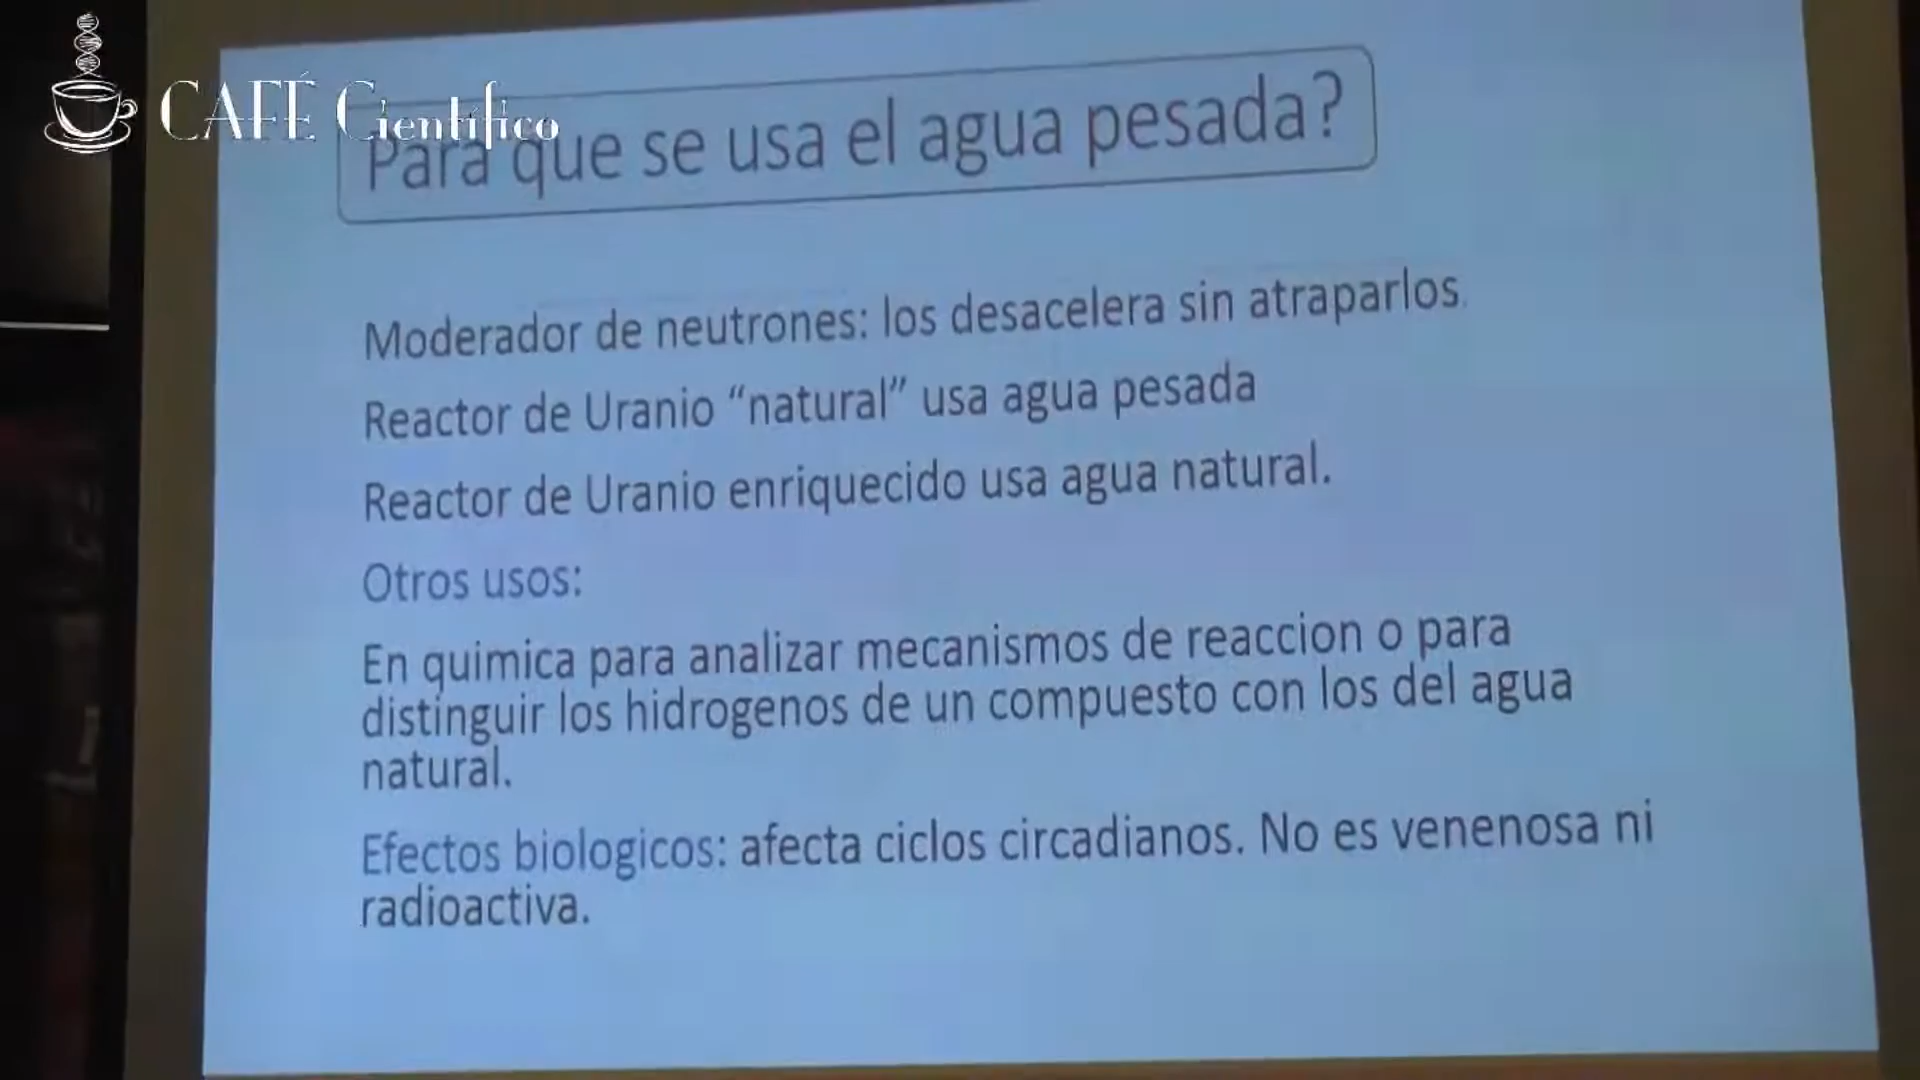 CAFÉ Científico
Para que se usa el agua pesada?
Moderador de neutrones: los desacelera sin atraparlos.
Reactor de Uranio “natural” usa agua pesada
Reactor de Uranio enriquecido usa agua natural.
Otros usos:
En quimica para analizar mecanismos de reaccion o para
distinguir los hidrogenos de un compuesto con los del agua
natural.
Efectos biologicos: afecta ciclos circadianos. No es venenosa ni
radioactiva.